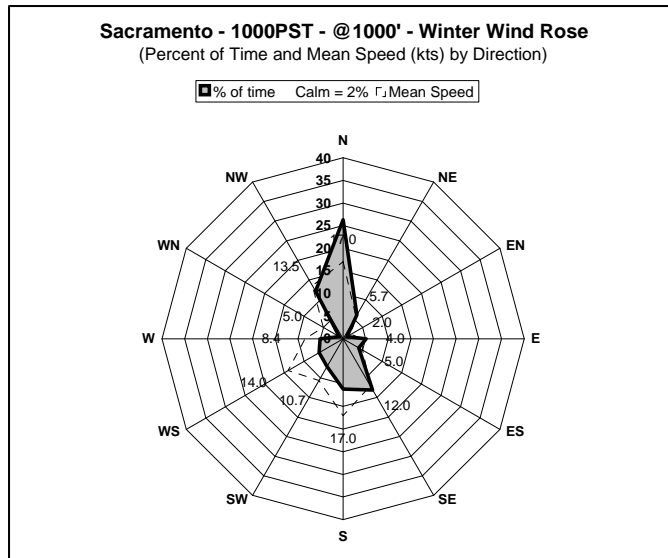 Sacramento - 1000PST - @1000' - Winter Wind Rose
(Percent of Time and Mean Speed (kts) by Direction)
% of time Calm = 2% Mean Speed
N
NW 40 NE
35
30
25
WN 20 17.0 EN
13.5 15
10 5.7
5.0 5 2.0
W 8.4 0 4.0 E
5.0
14.0 10.7 12.0
WS 17.0 ES
SW SE
S